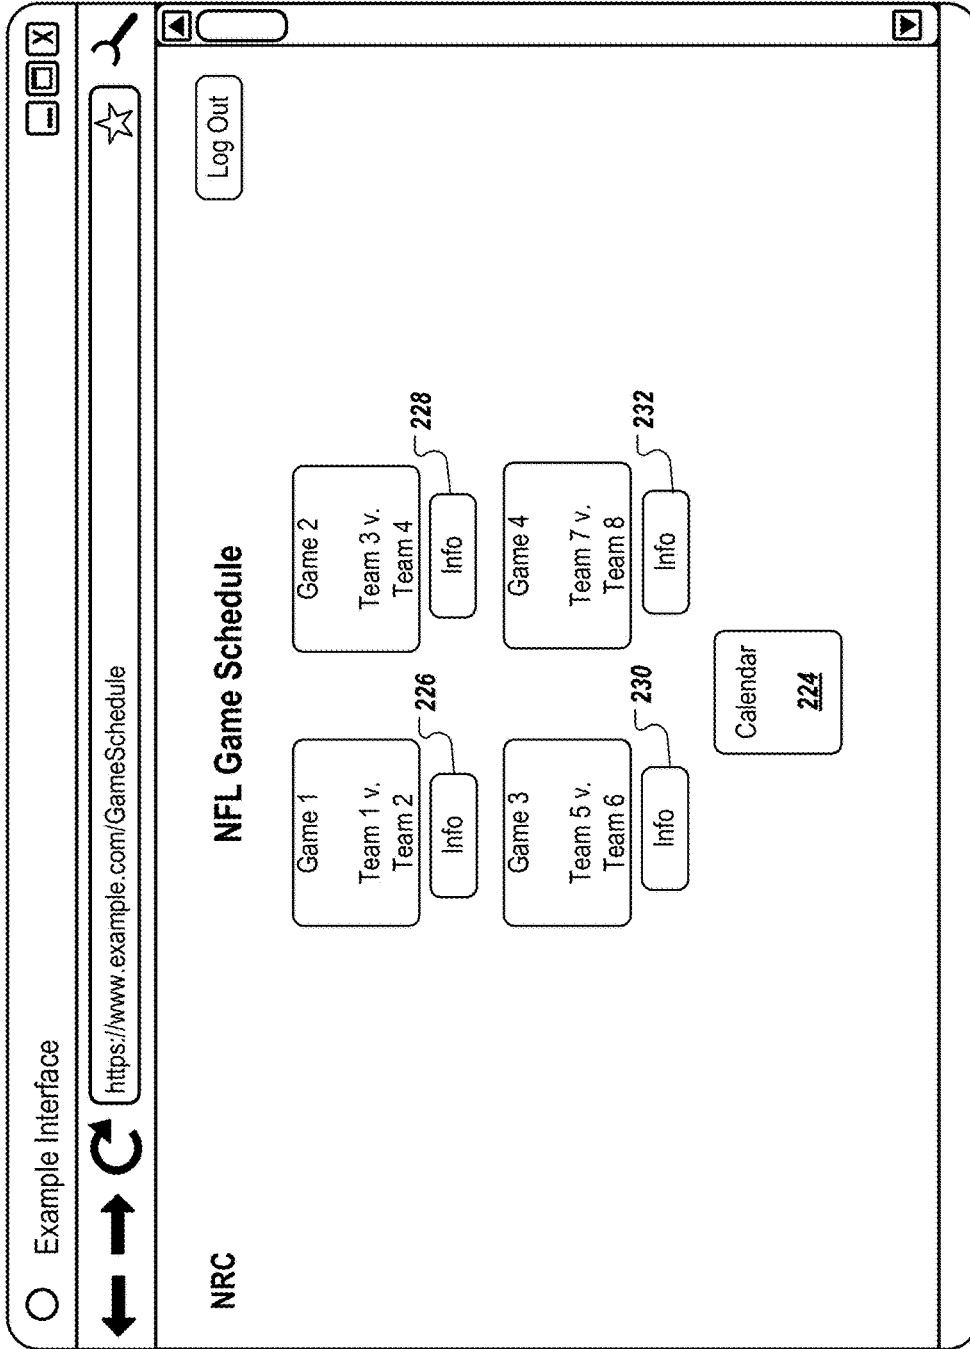 Example Interface
https://www.example.com/GameSchedule
NRC
Log Out
NFL Game Schedule
Game 1
Team 1 v.
Team 2
Info
226
Game 2
Team 3 v.
Team 4
Info
228
Game 3
Team 5 v.
Team 6
Info
230
Game 4
Team 7 v.
Team 8
Info
232
Calendar
224